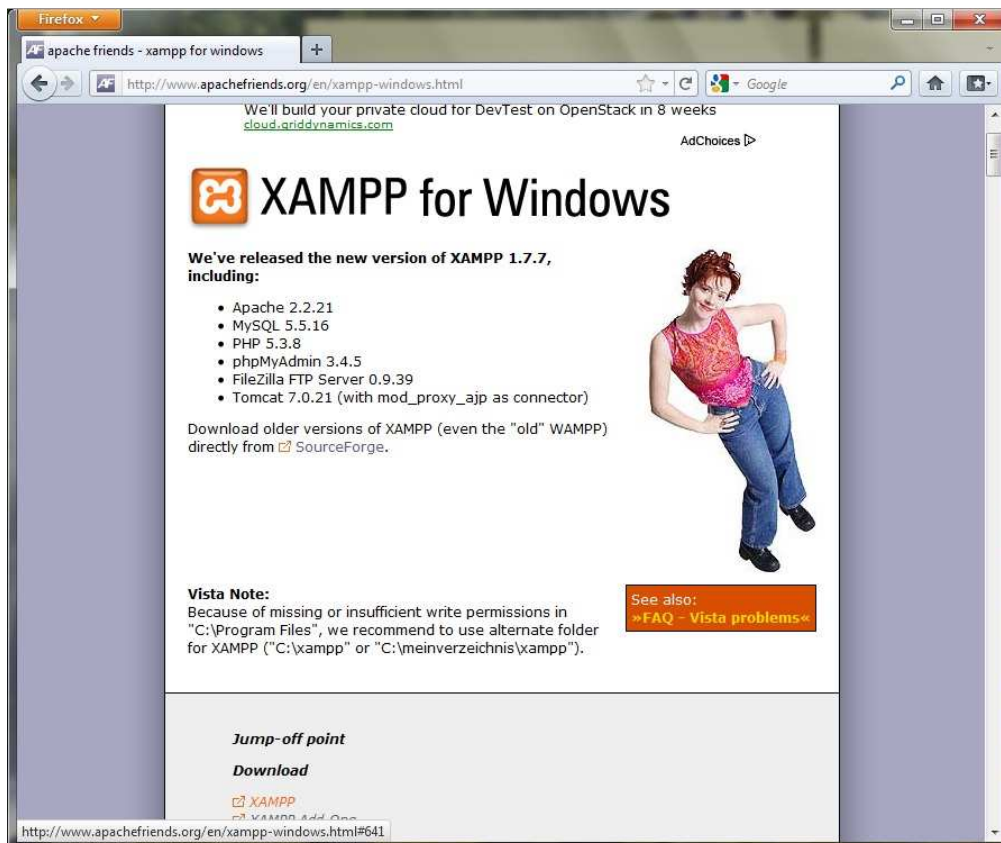 Firefox
apache friends - xampp for windows
http://www.apachefriends.org/en/xampp-windows.html
Google
We'll build your private cloud for DevTest on OpenStack in 8 weeks
cloud.griddynamics.com
AdChoices
XAMPP for Windows
We've released the new version of XAMPP 1.7.7,
including:
• Apache 2.2.21
• MySQL 5.5.16
• PHP 5.3.8
• phpMyAdmin 3.4.5
• FileZilla FTP Server 0.9.39
• Tomcat 7.0.21 (with mod_proxy_ajp as connector)
Download older versions of XAMPP (even the "old" WAMPP)
directly from SourceForge.
Vista Note:
Because of missing or insufficient write permissions in
"C:\Program Files", we recommend to use alternate folder
for XAMPP ("C:\xampp" or "C:\meinverzeichnis\xampp").
See also:
»FAQ - Vista problems«
Jump-off point
Download
XAMPP
XAMPP Add-Ons
http://www.apachefriends.org/en/xampp-windows.html#641